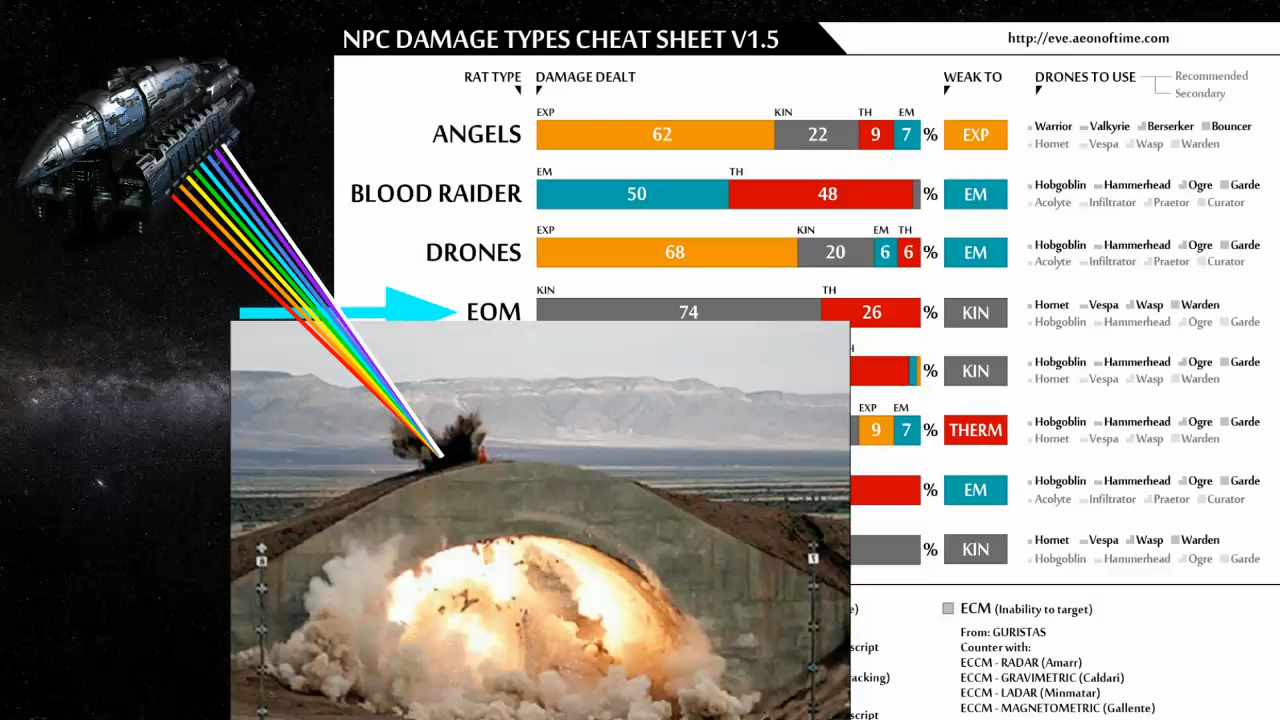 NPC DAMAGE TYPES CHEAT SHEET V1.5 http://eve.aeonoftime.com
RAT TYPE DAMAGE DEALT WEAK TO DRONES TO USE Recommended
Secondary
EXP KIN TH EM
ANGELS 62 22 9 7 % EXP Warrior Valkyrie Berserker Bouncer
Hornet Vespa Wasp Warden
EM TH
BLOOD RAIDER 50 48 % EM Hobgoblin Hammerhead Ogre Garde
Acolyte Infiltrator Praetor Curator
EXP KIN EM TH
DRONES 68 20 6 6 % EM Hobgoblin Hammerhead Ogre Garde
Acolyte Infiltrator Praetor Curator
KIN TH
EOM 74 26 % KIN Hornet Vespa Wasp Warden
Hobgoblin Hammerhead Ogre Garde
% KIN Hobgoblin Hammerhead Ogre Garde
Hornet Vespa Wasp Warden
EXP EM
9 7 % THERM Hobgoblin Hammerhead Ogre Garde
Hornet Vespa Wasp Warden
% EM Hobgoblin Hammerhead Ogre Garde
Acolyte Infiltrator Praetor Curator
% KIN Hornet Vespa Wasp Warden
Hobgoblin Hammerhead Ogre Garde
ECM (Inability to target)
From: GURISTAS
script Counter with:
ECCM - RADAR (Amarr)
racking) ECCM - GRAVIMETRIC (Caldari)
ECCM - LADAR (Minmatar)
script ECCM - MAGNETOMETRIC (Gallente)